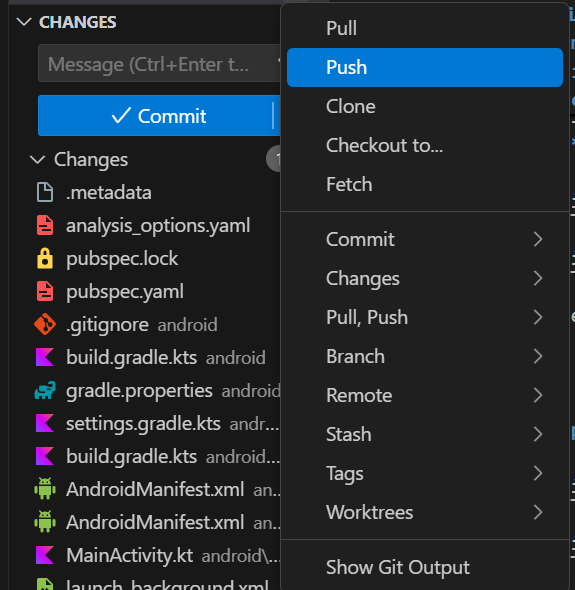 CHANGES
Message (Ctrl+Enter t...
Commit
Changes
.metadata
analysis_options.yaml
pubspec.lock
pubspec.yaml
.gitignore android
build.gradle.kts android
gradle.properties android
settings.gradle.kts andr...
build.gradle.kts android...
AndroidManifest.xml an...
AndroidManifest.xml an...
MainActivity.kt android\...
launch_background.xml
Pull
Push
Clone
Checkout to...
Fetch
Commit
Changes
Pull, Push
Branch
Remote
Stash
Tags
Worktrees
Show Git Output